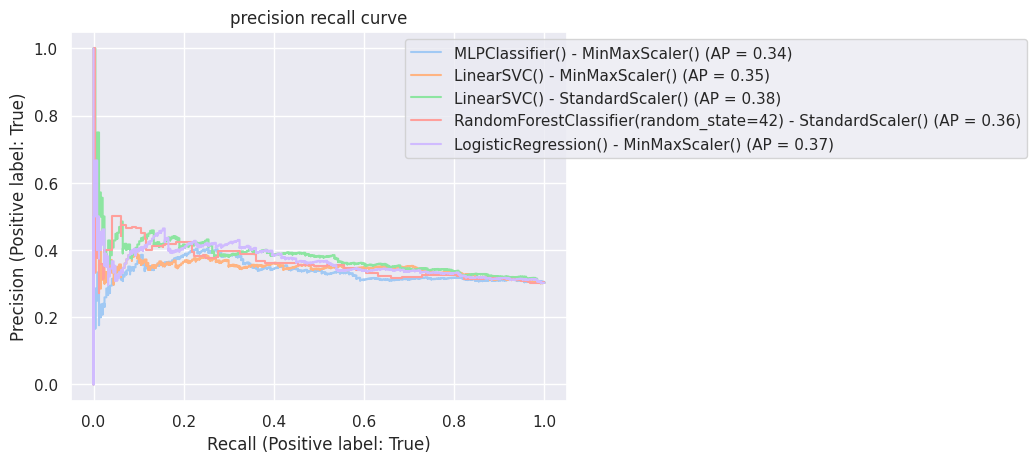 precision recall curve
MLPClassifier() - MinMaxScaler() (AP = 0.34)
LinearSVC() - MinMaxScaler() (AP = 0.35)
LinearSVC() - StandardScaler() (AP = 0.38)
RandomForestClassifier(random_state=42) - StandardScaler() (AP = 0.36)
LogisticRegression() - MinMaxScaler() (AP = 0.37)
Precision (Positive label: True)
1.0
0.8
0.6
0.4
0.2
0.0
0.0 0.2 0.4 0.6 0.8 1.0
Recall (Positive label: True)